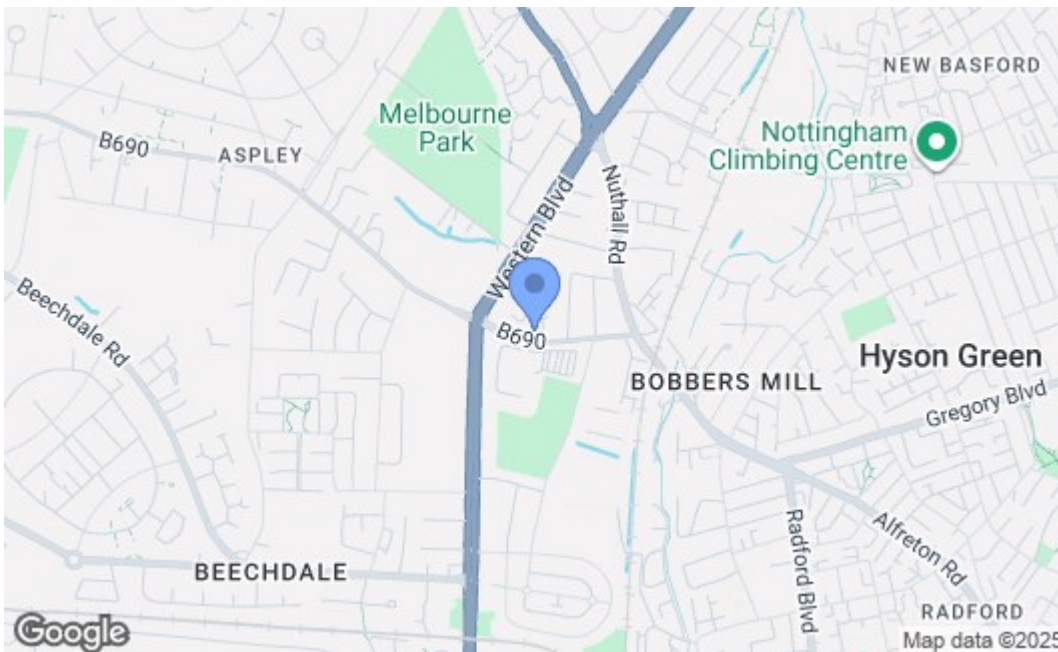 NEW BASFORD
Melbourne
Park
Nottingham
Climbing Centre
B690
ASPLEY
Nuthall Rd
Western Blvd
Beechdale Rd
B690
Hyson Green
BOBBERS MILL
Gregory Blvd
Alfreton Rd
Radford Blvd
BEECHDALE
RADFORD
Google
Map data ©2025